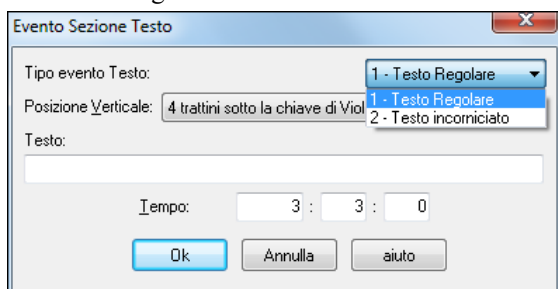 Evento Sezione Testo
Tipo evento Testo: 1 - Testo Regolare
1 - Testo Regolare
2 - Testo incorniciato
Posizione Verticale: 4 trattini sotto la chiave di Viol
Testo:
Tempo: 3 : 3 : 0
Ok Annulla aiuto